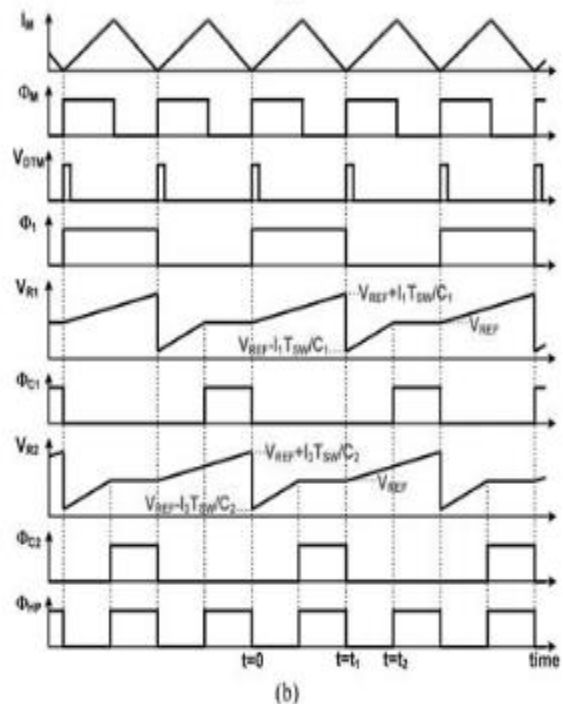 I_M
Φ_M
V_DTM
Φ_1
V_R1
V_REF+I_1T_SW/C_1
V_REF
V_REF-I_1T_SW/C_1
Φ_C1
V_R2
V_REF+I_2T_SW/C_2
V_REF
V_REF-I_2T_SW/C_2
Φ_C2
Φ_HP
t=0 t=t_1 t=t_2 time
(b)